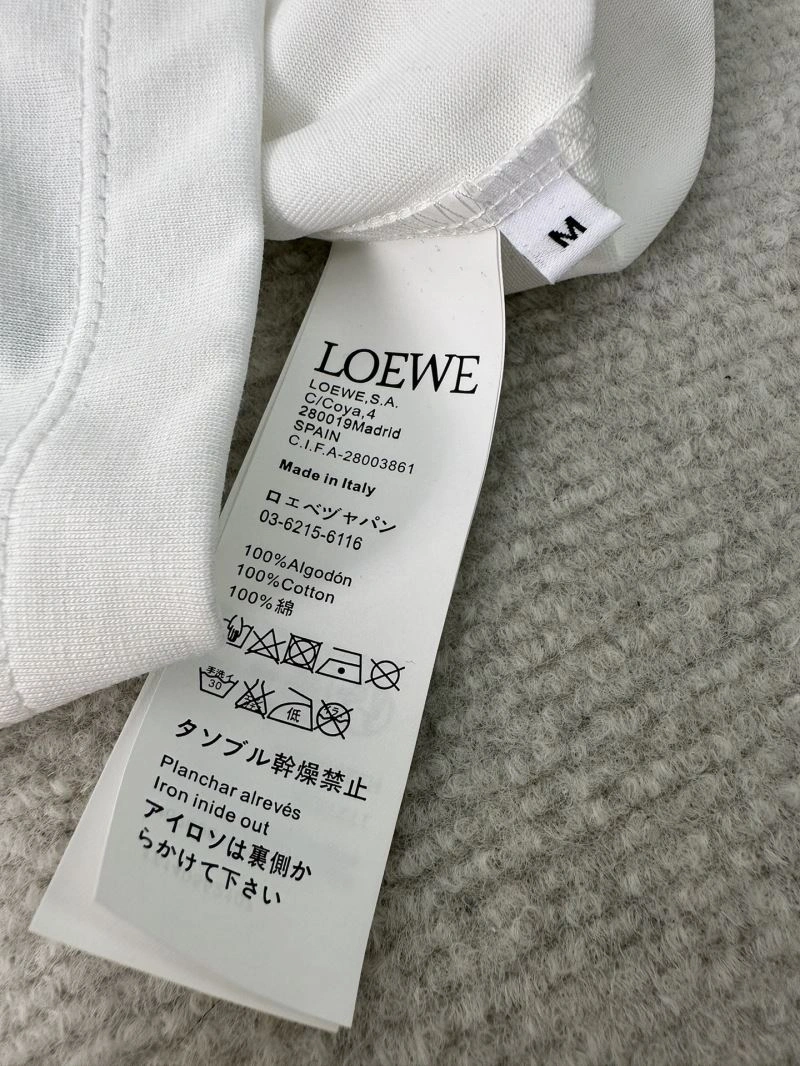 M
LOEWE
LOEWE,S.A.
C/Coya,4
280019Madrid
SPAIN
C.I.F.A-28003861
Made in Italy
ロェベヅャパン
03-6215-6116
100%Algodón
100%Cotton
100%綿
手洗イ
30
低
タソブル幹燥禁止
Planchar alrevés
Iron inide out
アイロソは裏側か
らかけて下さい